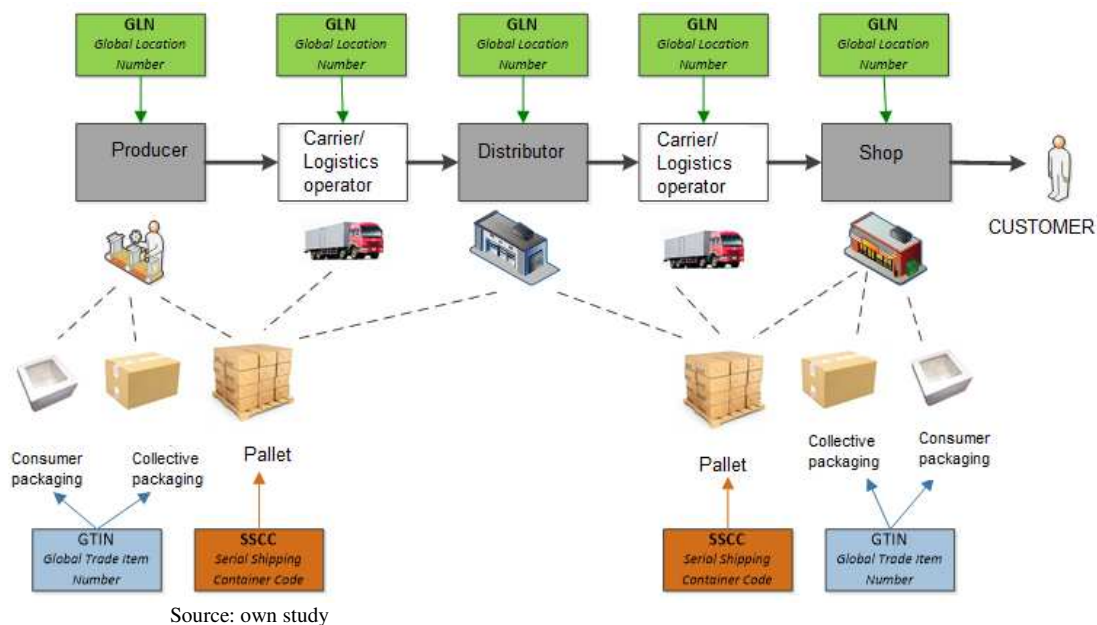 GLN
Global Location
Number
GLN
Global Location
Number
GLN
Global Location
Number
GLN
Global Location
Number
GLN
Global Location
Number
Producer
Carrier/
Logistics
operator
Distributor
Carrier/
Logistics
operator
Shop
CUSTOMER
Consumer
packaging
Collective
packaging
Pallet
Pallet
Collective
packaging
Consumer
packaging
GTIN
Global Trade Item
Number
SSCC
Serial Shipping
Container Code
SSCC
Serial Shipping
Container Code
GTIN
Global Trade Item
Number
Source: own study